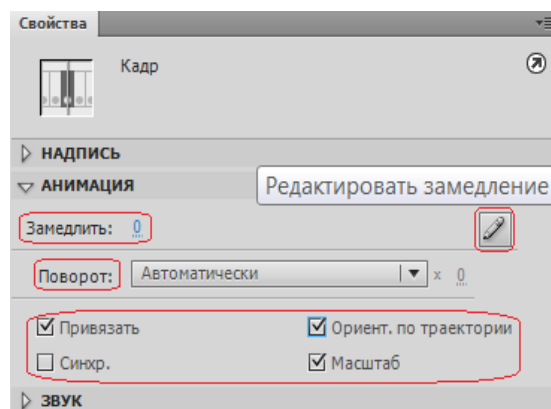 Свойства
Кадр
НАДПИСЬ
АНИМАЦИЯ
Редактировать замедление
Замедлить: 0
Поворот: Автоматически x 0
Привязать Ориент. по траектории
Синхр. Масштаб
ЗВУК